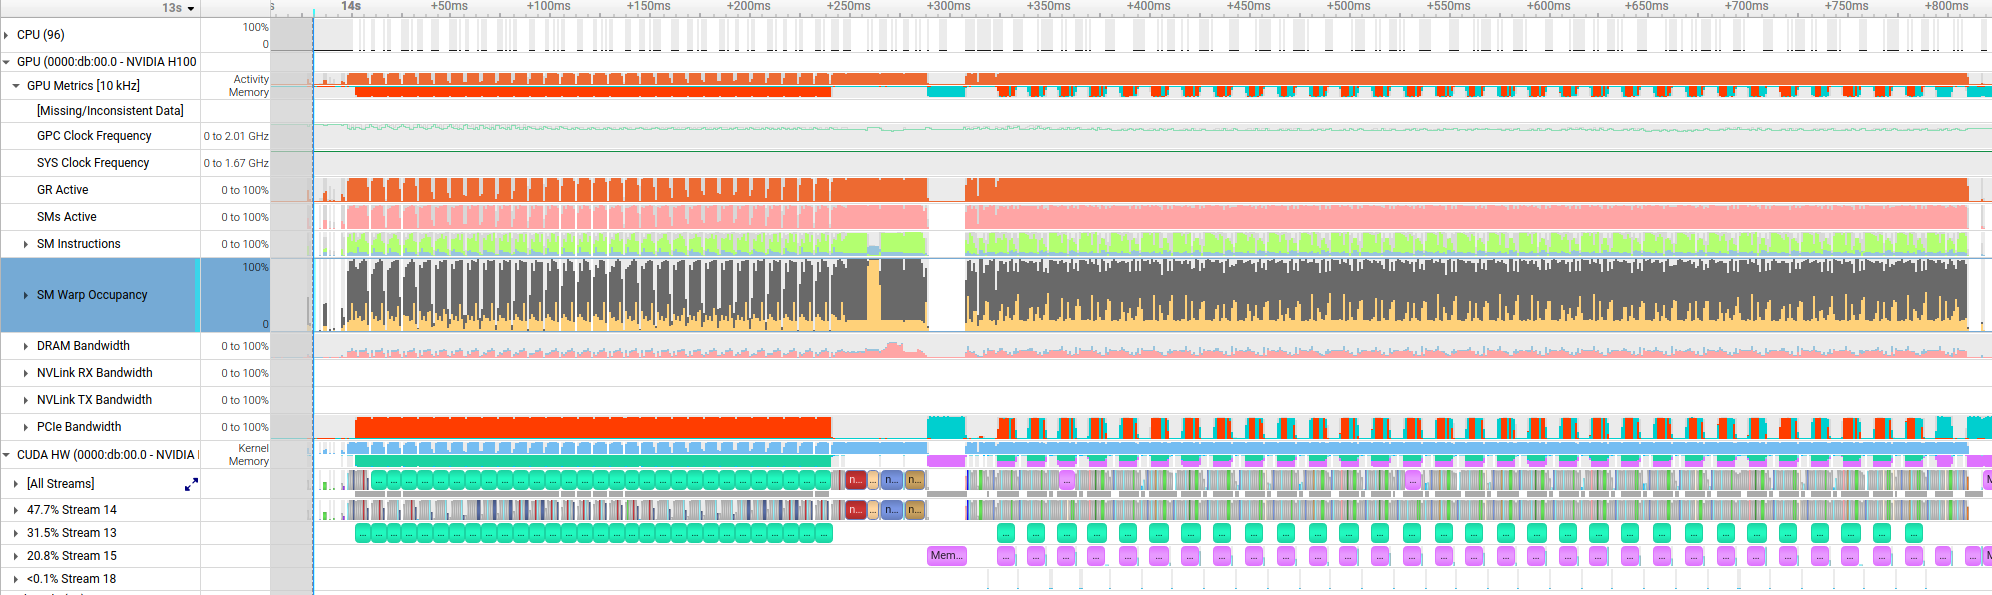 13s
s 14s +50ms +100ms +150ms +200ms +250ms +300ms +350ms +400ms +450ms +500ms +550ms +600ms +650ms +700ms +750ms +800ms
CPU (96) 100%
0
GPU (0000:db:00.0 - NVIDIA H100
GPU Metrics [10 kHz] Activity
Memory
[Missing/Inconsistent Data]
GPC Clock Frequency 0 to 2.01 GHz
SYS Clock Frequency 0 to 1.67 GHz
GR Active 0 to 100%
SMs Active 0 to 100%
SM Instructions 0 to 100%
SM Warp Occupancy 100%
0
DRAM Bandwidth 0 to 100%
NVLink RX Bandwidth 0 to 100%
NVLink TX Bandwidth 0 to 100%
PCIe Bandwidth 0 to 100%
CUDA HW (0000:db:00.0 - NVIDIA Kernel
Memory
[All Streams] n... ... n... n... ... ... M
47.7% Stream 14 n... ... n... n...
31.5% Stream 13
20.8% Stream 15 Mem... M
<0.1% Stream 18